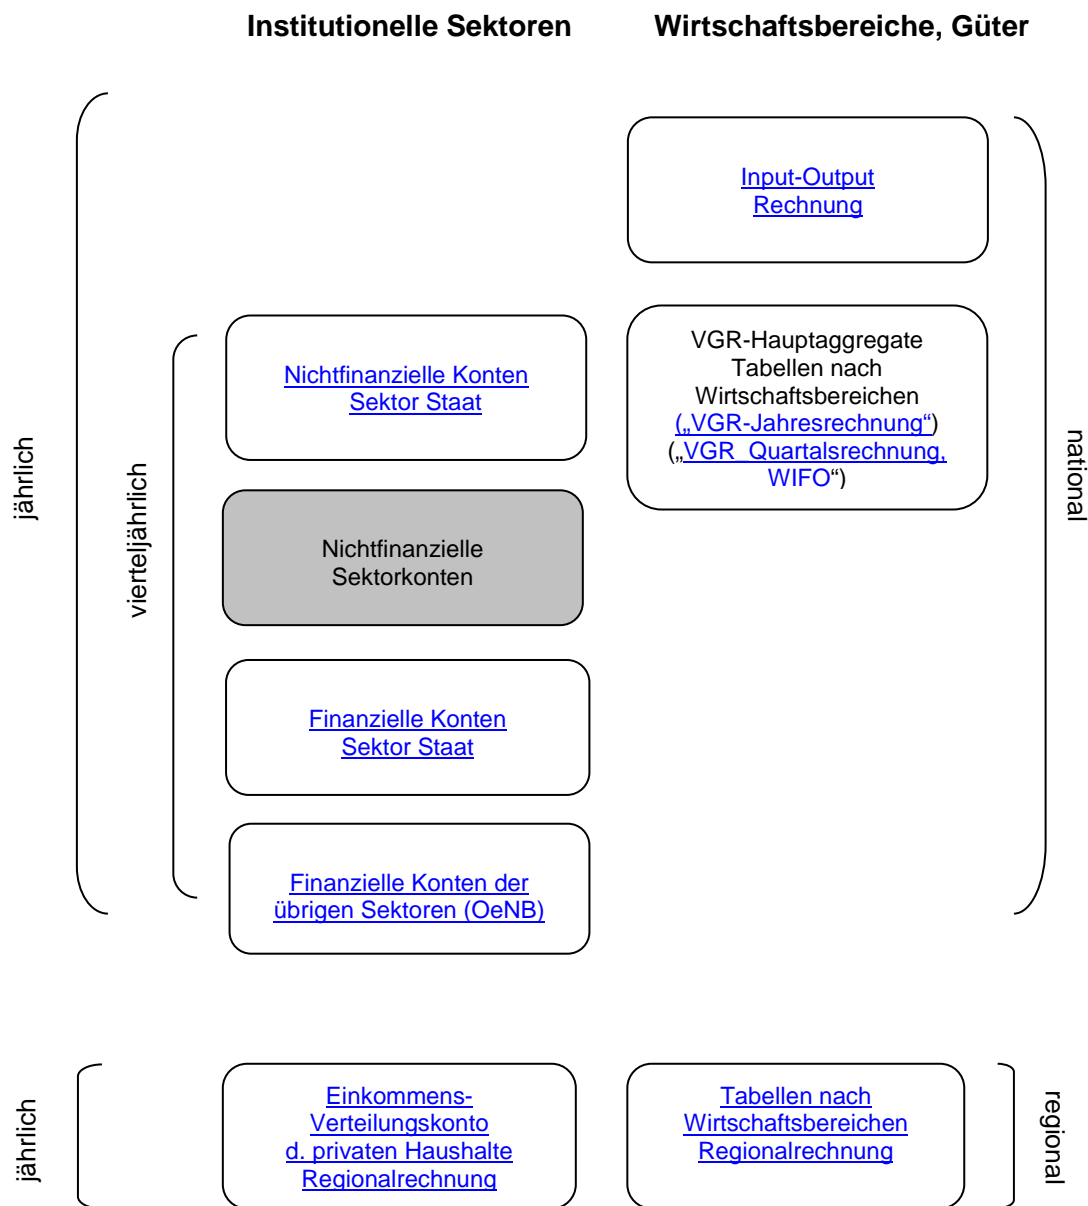 Institutionelle Sektoren
Wirtschaftsbereiche, Güter
jährlich
vierteljährlich
Input-Output
Rechnung
Nichtfinanzielle Konten
Sektor Staat
VGR-Hauptaggregate
Tabellen nach
Wirtschaftsbereichen
(„VGR-Jahresrechnung“)
(„VGR_Quartalsrechnung,
WIFO“)
national
Nichtfinanzielle
Sektorkonten
Finanzielle Konten
Sektor Staat
Finanzielle Konten der
übrigen Sektoren (OeNB)
jährlich
Einkommens-
Verteilungskonto
d. privaten Haushalte
Regionalrechnung
Tabellen nach
Wirtschaftsbereichen
Regionalrechnung
regional